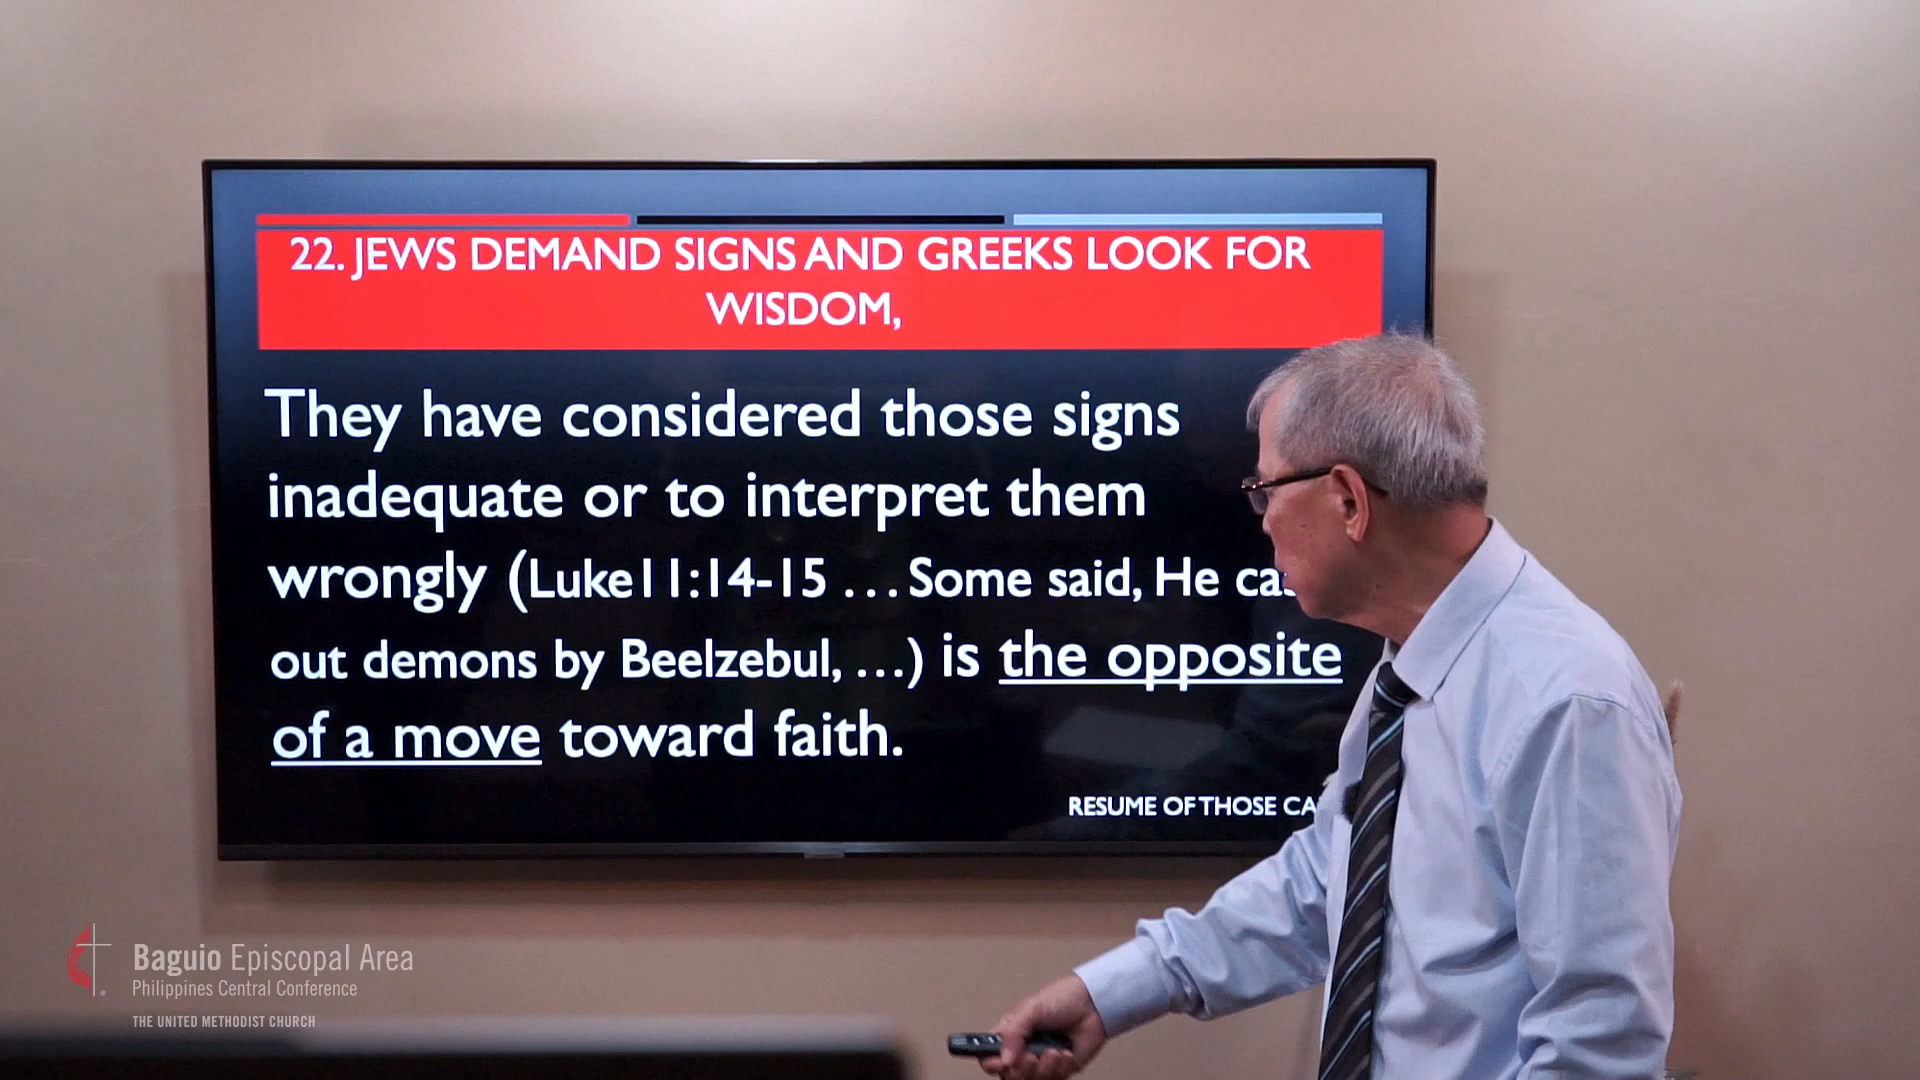 22. JEWS DEMAND SIGNS AND GREEKS LOOK FOR
WISDOM,
They have considered those signs
inadequate or to interpret them
wrongly (Luke11:14-15 ... Some said, He
out demons by Beelzebul, ...) is the opposite
of a move toward faith.
RESUME OF THOSE
Baguio Episcopal Area
Philippines Central Conference
THE UNITED METHODIST CHURCH